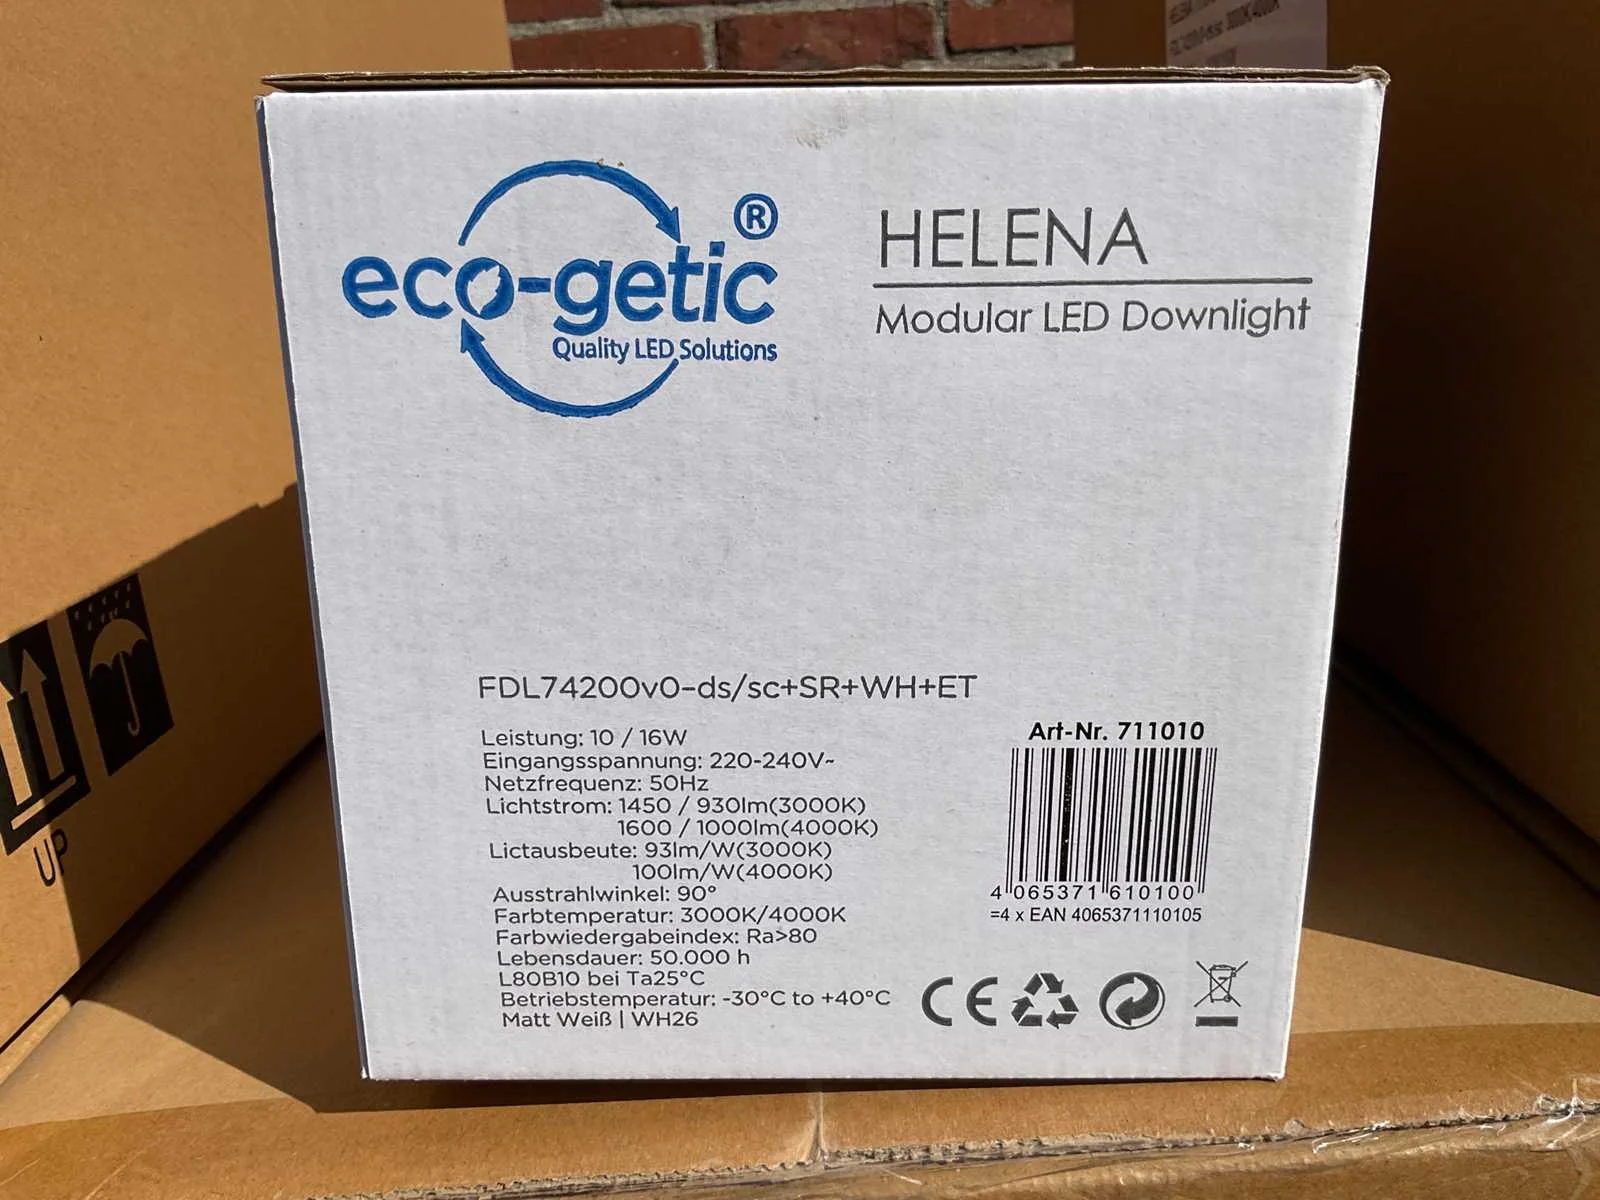 eco-getic®
Quality LED Solutions
HELENA
Modular LED Downlight
FDL74200v0-ds/sc+SR+WH+ET
Leistung: 10 / 16W
Eingangsspannung: 220-240V~
Netzfrequenz: 50Hz
Lichtstrom: 1450 / 930lm(3000K)
1600 / 1000lm(4000K)
Lictausbeute: 93lm/W(3000K)
100lm/W(4000K)
Ausstrahlwinkel: 90°
Farbtemperatur: 3000K/4000K
Farbwiedergabeindex: Ra>80
Lebensdauer: 50.000 h
L80B10 bei Ta25°C
Betriebstemperatur: -30°C to +40°C
Matt Weiß | WH26
Art-Nr. 711010
4 065371 610100
=4 x EAN 4065371110105
CE
UP
3000K/4000K